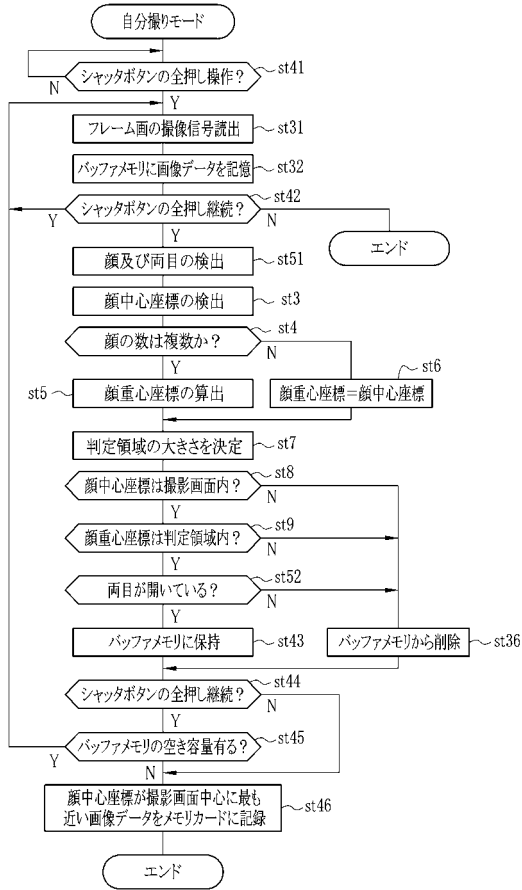 自分撮りモード
シャッタボタンの全押し操作？
st41
N
Y
フレーム画の撮像信号読出
st31
バッファメモリに画像データを記憶
st32
シャッタボタンの全押し継続？
st42
Y
N
Y
エンド
顔及び両目の検出
st51
顔中心座標の検出
st3
顔の数は複数か？
st4
N
Y
st6
st5
顔重心座標の算出
顔重心座標＝顔中心座標
判定領域の大きさを決定
st7
顔中心座標は撮影画面内？
st8
N
Y
顔重心座標は判定領域内？
st9
N
Y
両目が開いている？
st52
N
Y
バッファメモリに保持
st43
バッファメモリから削除
st36
シャッタボタンの全押し継続？
st44
N
Y
バッファメモリの空き容量有る？
st45
Y
N
顔中心座標が撮影画面中心に最も
近い画像データをメモリカードに記録
st46
エンド